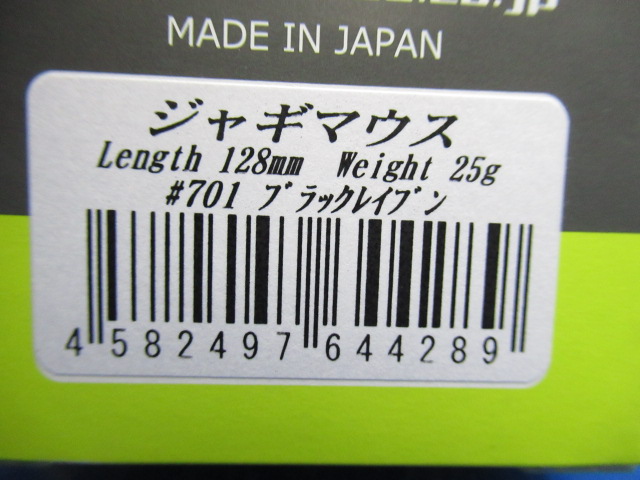 MADE IN JAPAN
ジャギマウス
Length 128mm Weight 25g
#701 ブラックレイブン
4 582497 644289